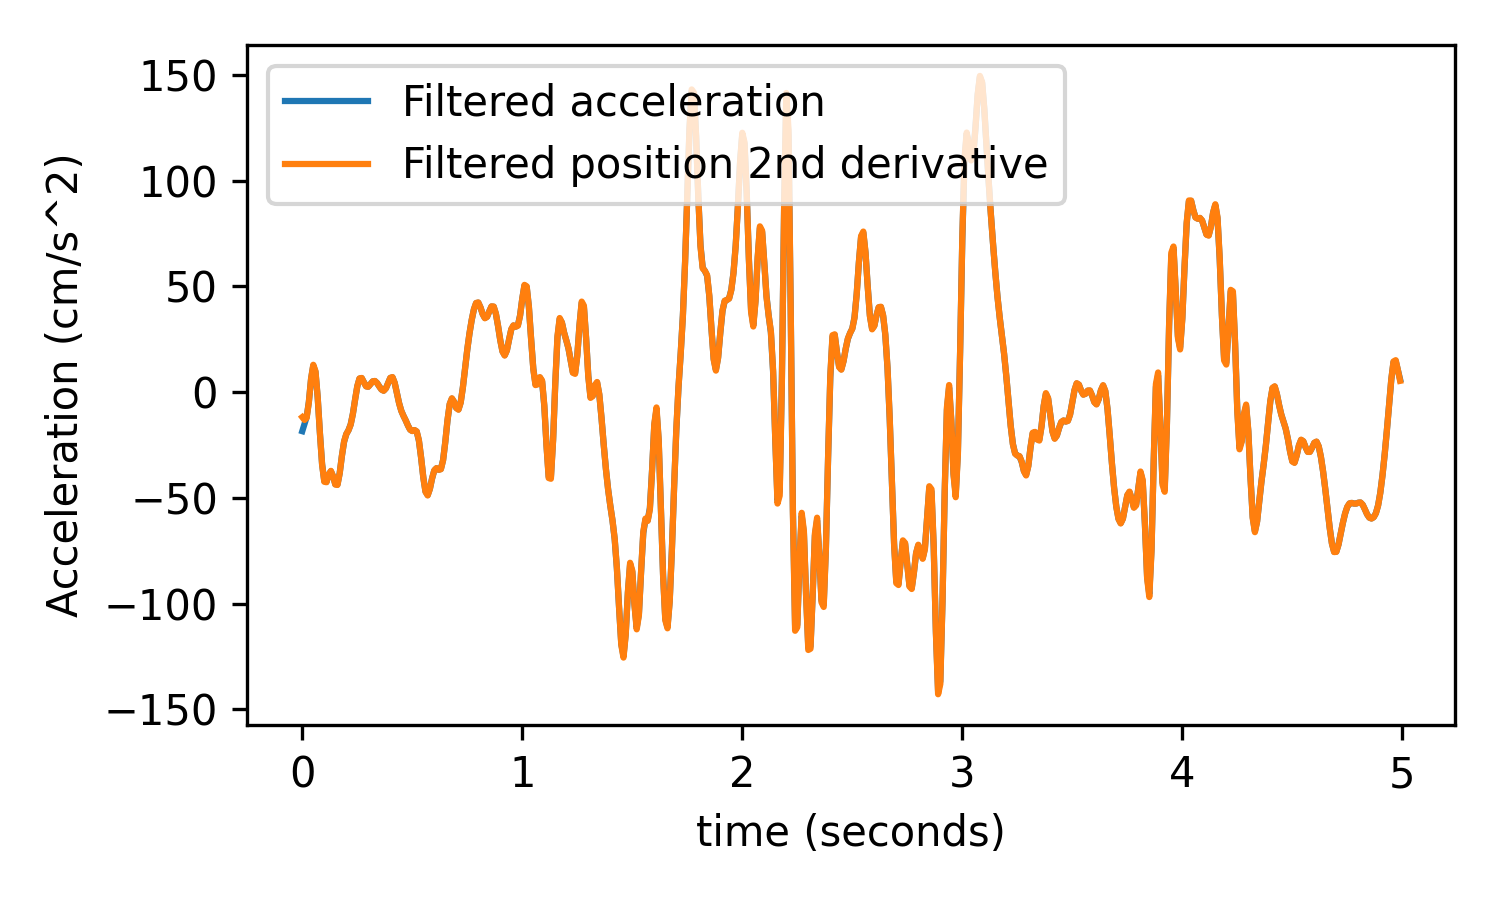 Filtered acceleration
Filtered position 2nd derivative
Acceleration (cm/s^2)
150
100
50
0
−50
−100
−150
0 1 2 3 4 5
time (seconds)